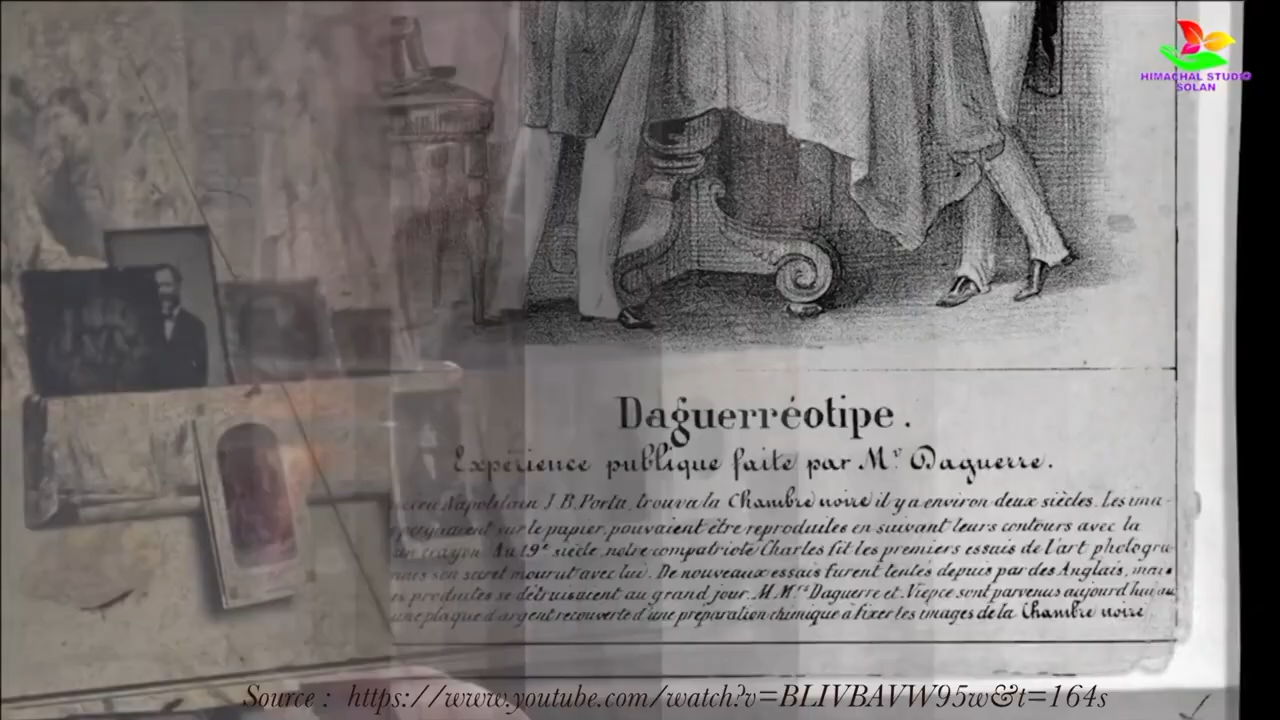 HIMACHAL STUDIO
SOLAN
Daguerréotipe.
Expérience publique faite par Mr. Daguerre.
Napolitain J.B. Porta, trouva la Chambre noire il y a environ deux siècles. Les ima-
sur le papier, pouvaient être reproduites en suivant leurs contours avec la
crayon. Au 19e siècle, notre compatriote Charles fit les premiers essais de l'art photogra-
mais son secret mourut avec lui. De nouveaux essais furent tentés depuis par des Anglais, mais
produites se détruisaient au grand jour. M.Mrs Daguerre et Niepce sont parvenus aujourd'hui au
une plaque d'argent recouverte d'une préparation chimique à fixer les images de la Chambre noire
Source : https://www.youtube.com/watch?v=BLIVBAVW95w&t=164s